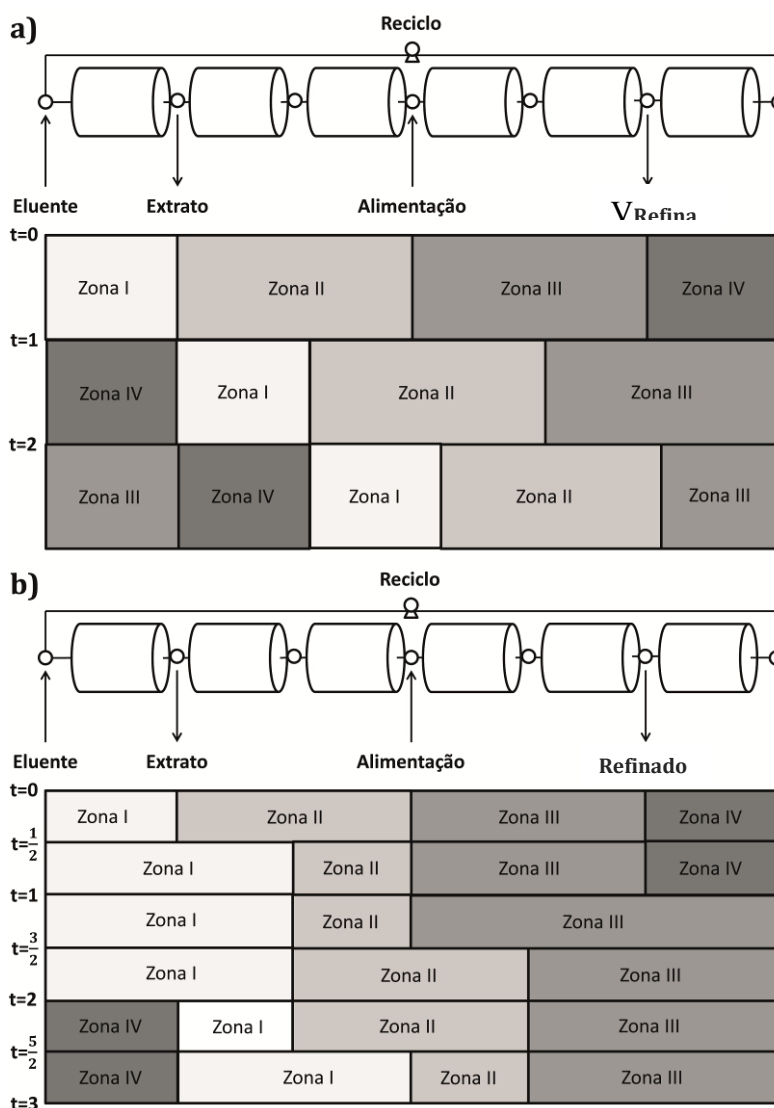 a)
Reciclo
Eluente Extrato Alimentação VRefina
t=0
Zona I Zona II Zona III Zona IV
t=1
Zona IV Zona I Zona II Zona III
t=2
Zona III Zona IV Zona I Zona II Zona III
b)
Reciclo
Eluente Extrato Alimentação Refinado
t=0
Zona I Zona II Zona III Zona IV
t=1/2
Zona I Zona II Zona III Zona IV
t=1
Zona I Zona II Zona III
t=3/2
Zona I Zona II Zona III
t=2
Zona IV Zona I Zona II Zona III
t=5/2
Zona IV Zona I Zona II Zona III
t=3